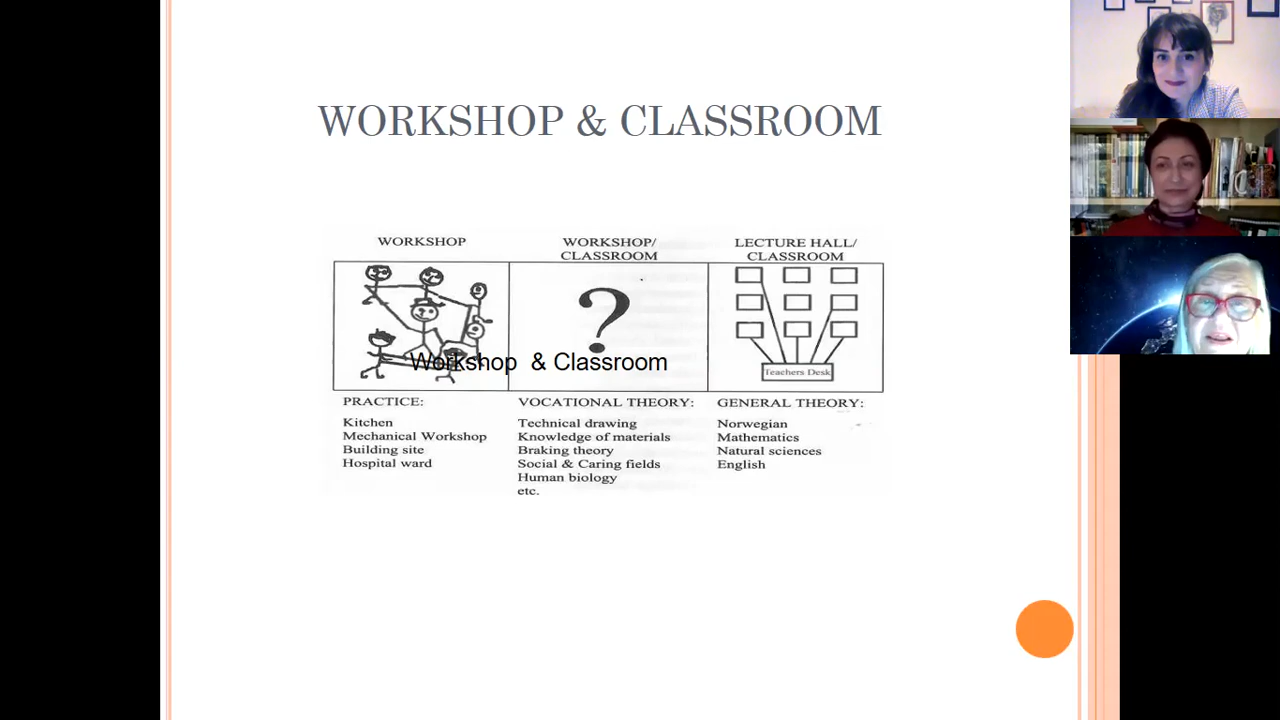 WORKSHOP & CLASSROOM
WORKSHOP
WORKSHOP/
CLASSROOM
LECTURE HALL/
CLASSROOM
?
Workshop & Classroom
Teachers Desk
PRACTICE:
Kitchen
Mechanical Workshop
Building site
Hospital ward
VOCATIONAL THEORY:
Technical drawing
Knowledge of materials
Braking theory
Social & Caring fields
Human biology
etc.
GENERAL THEORY:
Norwegian
Mathematics
Natural sciences
English